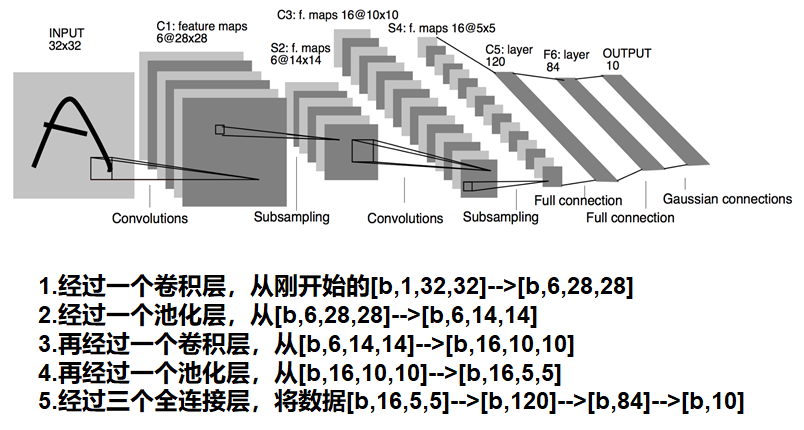 INPUT
32x32
C1: feature maps
6@28x28
S2: f. maps
6@14x14
C3: f. maps 16@10x10
S4: f. maps 16@5x5
C5: layer
120
F6: layer
84
OUTPUT
10
Convolutions
Subsampling
Convolutions
Subsampling
Full connection
Full connection
Gaussian connections
1.经过一个卷积层，从刚开始的[b,1,32,32]-->[b,6,28,28]
2.经过一个池化层，从[b,6,28,28]-->[b,6,14,14]
3.再经过一个卷积层，从[b,6,14,14]-->[b,16,10,10]
4.再经过一个池化层，从[b,16,10,10]-->[b,16,5,5]
5.经过三个全连接层，将数据[b,16,5,5]-->[b,120]-->[b,84]-->[b,10]